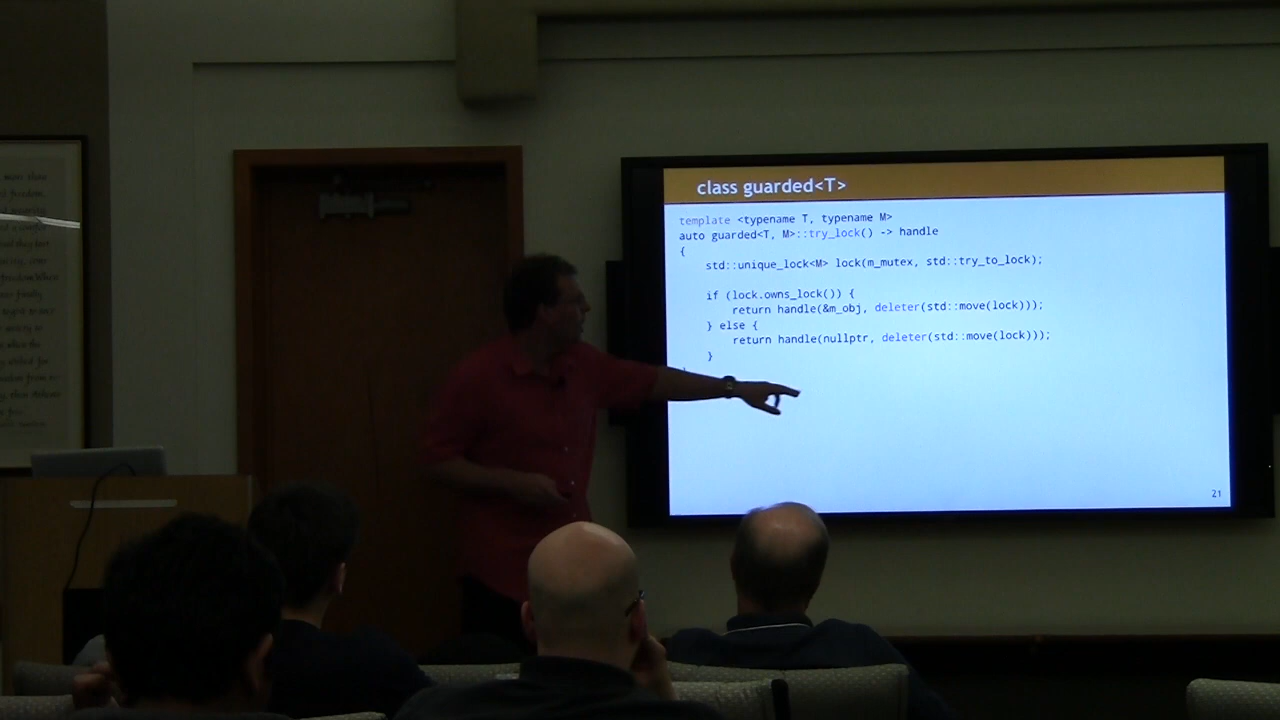 class guarded<T>
template <typename T, typename M>
auto guarded<T, M>::try_lock() -> handle
{
std::unique_lock<M> lock(m_mutex, std::try_to_lock);
if (lock.owns_lock()) {
return handle(&m_obj, deleter(std::move(lock)));
} else {
return handle(nullptr, deleter(std::move(lock)));
}
21